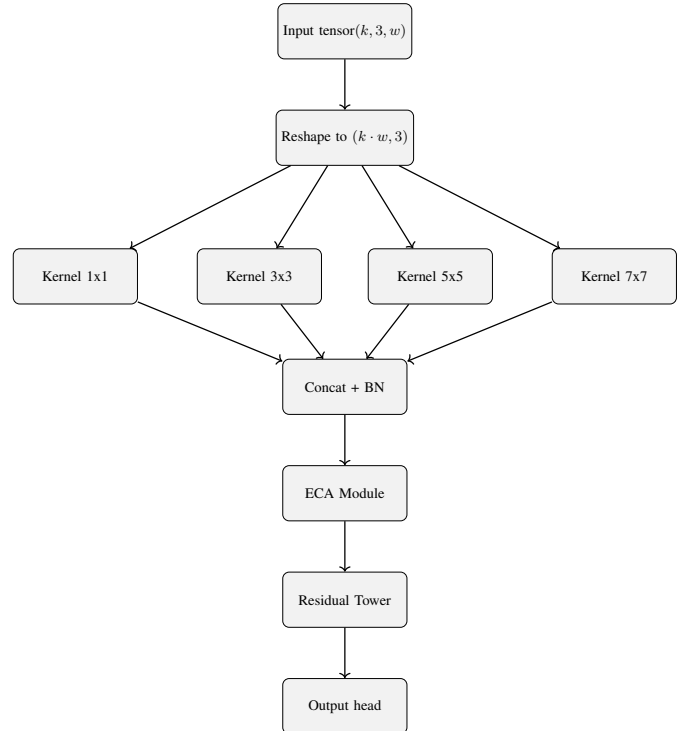 Input tensor(k, 3, w)
Reshape to (k · w, 3)
Kernel 1x1
Kernel 3x3
Kernel 5x5
Kernel 7x7
Concat + BN
ECA Module
Residual Tower
Output head